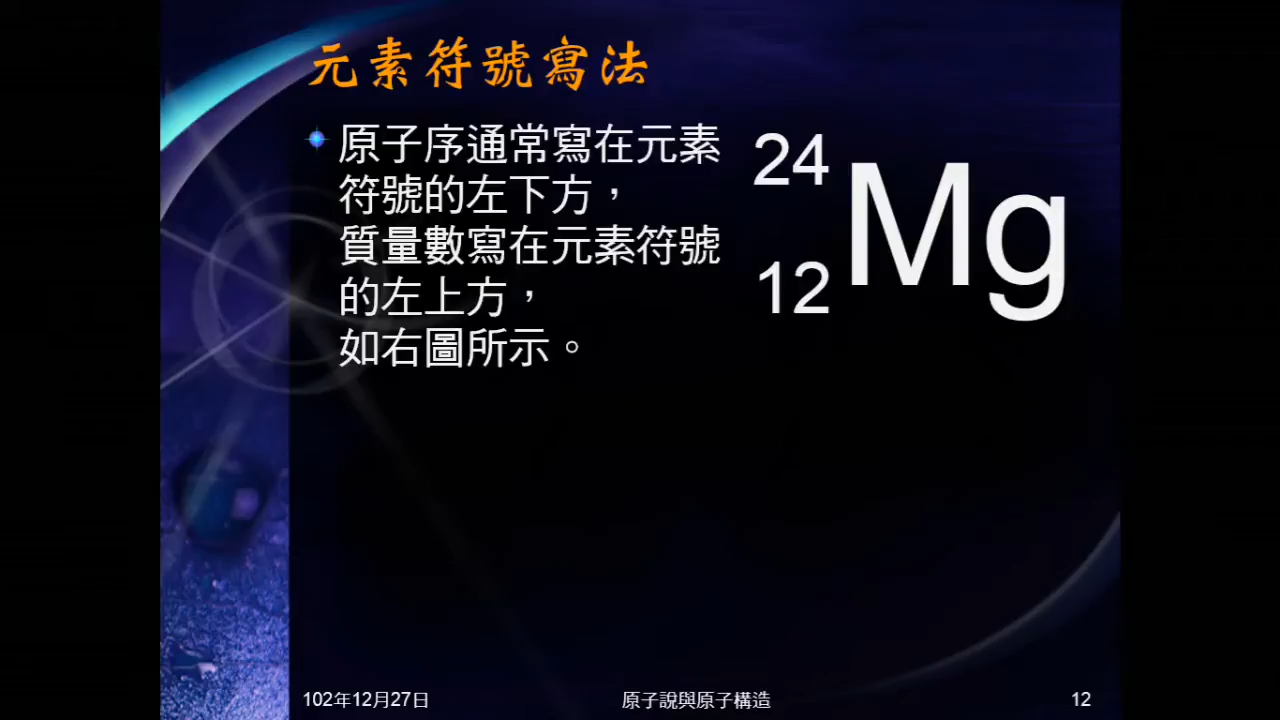 元素符號寫法
原子序通常寫在元素
符號的左下方，
質量數寫在元素符號
的左上方，
如右圖所示。
24
Mg
12
102年12月27日
原子說與原子構造
12